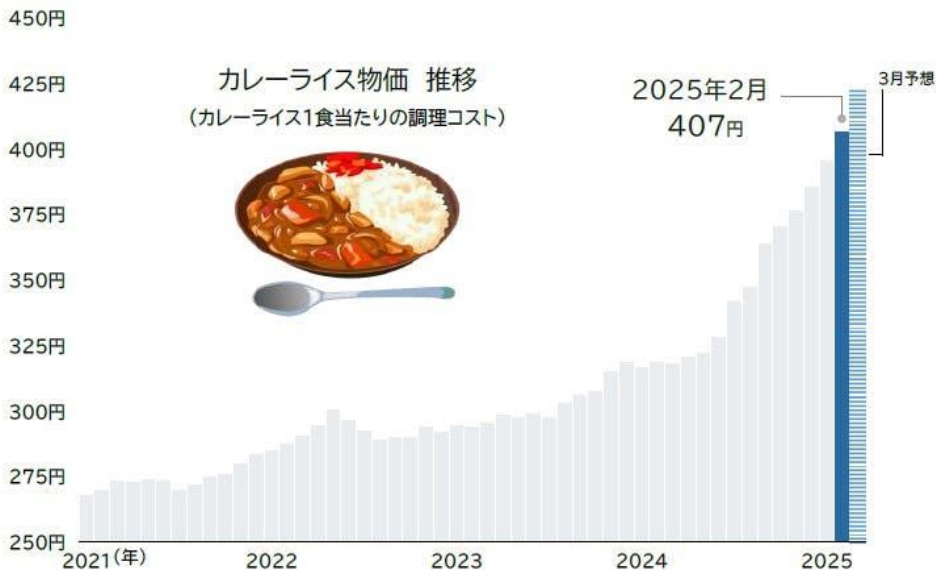 カレーライス物価 推移
(カレーライス1食当たりの調理コスト)
2025年2月
407円
3月予想
450円
425円
400円
375円
350円
325円
300円
275円
250円
2021(年)
2022
2023
2024
2025